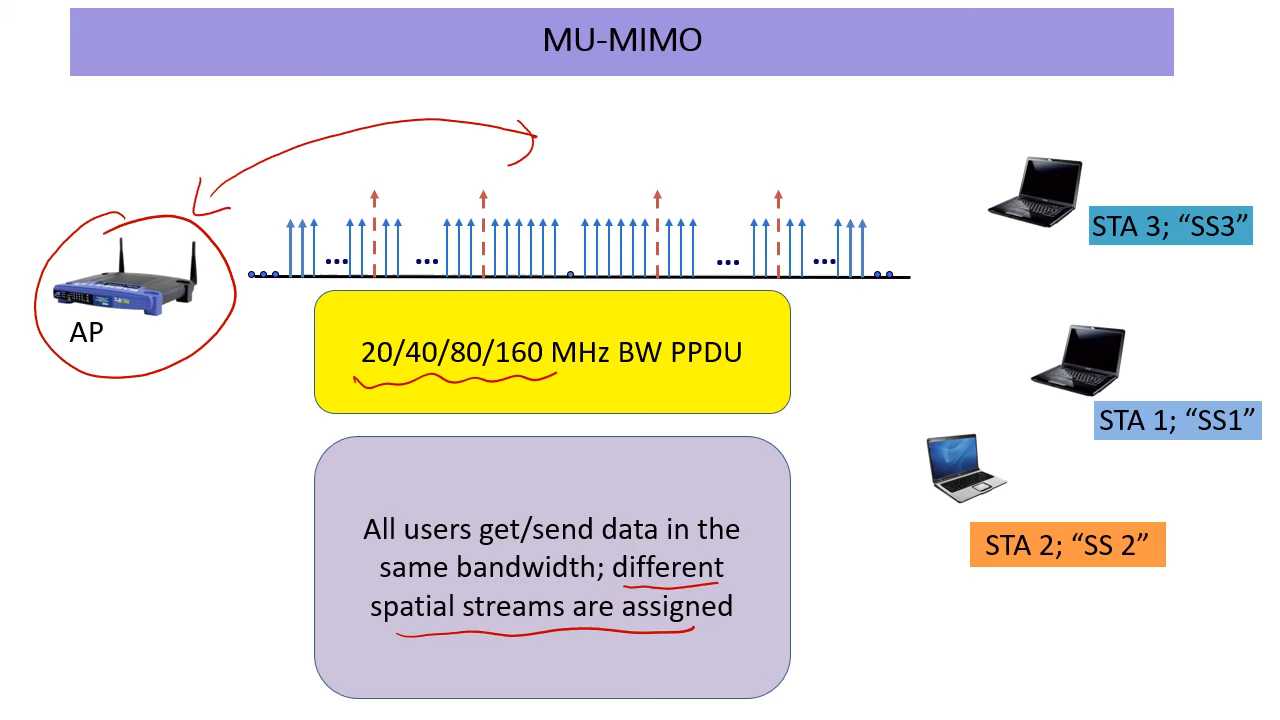 MU-MIMO
STA 3; “SS3”
AP
20/40/80/160 MHz BW PPDU
STA 1; “SS1”
All users get/send data in the
same bandwidth; different
spatial streams are assigned
STA 2; “SS 2”